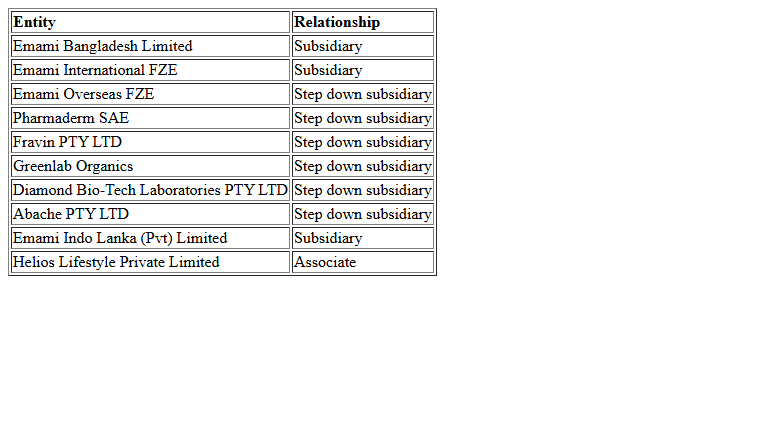 Entity Relationship
Emami Bangladesh Limited Subsidiary
Emami International FZE Subsidiary
Emami Overseas FZE Step down subsidiary
Pharmaderm SAE Step down subsidiary
Fravin PTY LTD Step down subsidiary
Greenlab Organics Step down subsidiary
Diamond Bio-Tech Laboratories PTY LTD Step down subsidiary
Abache PTY LTD Step down subsidiary
Emami Indo Lanka (Pvt) Limited Subsidiary
Helios Lifestyle Private Limited Associate